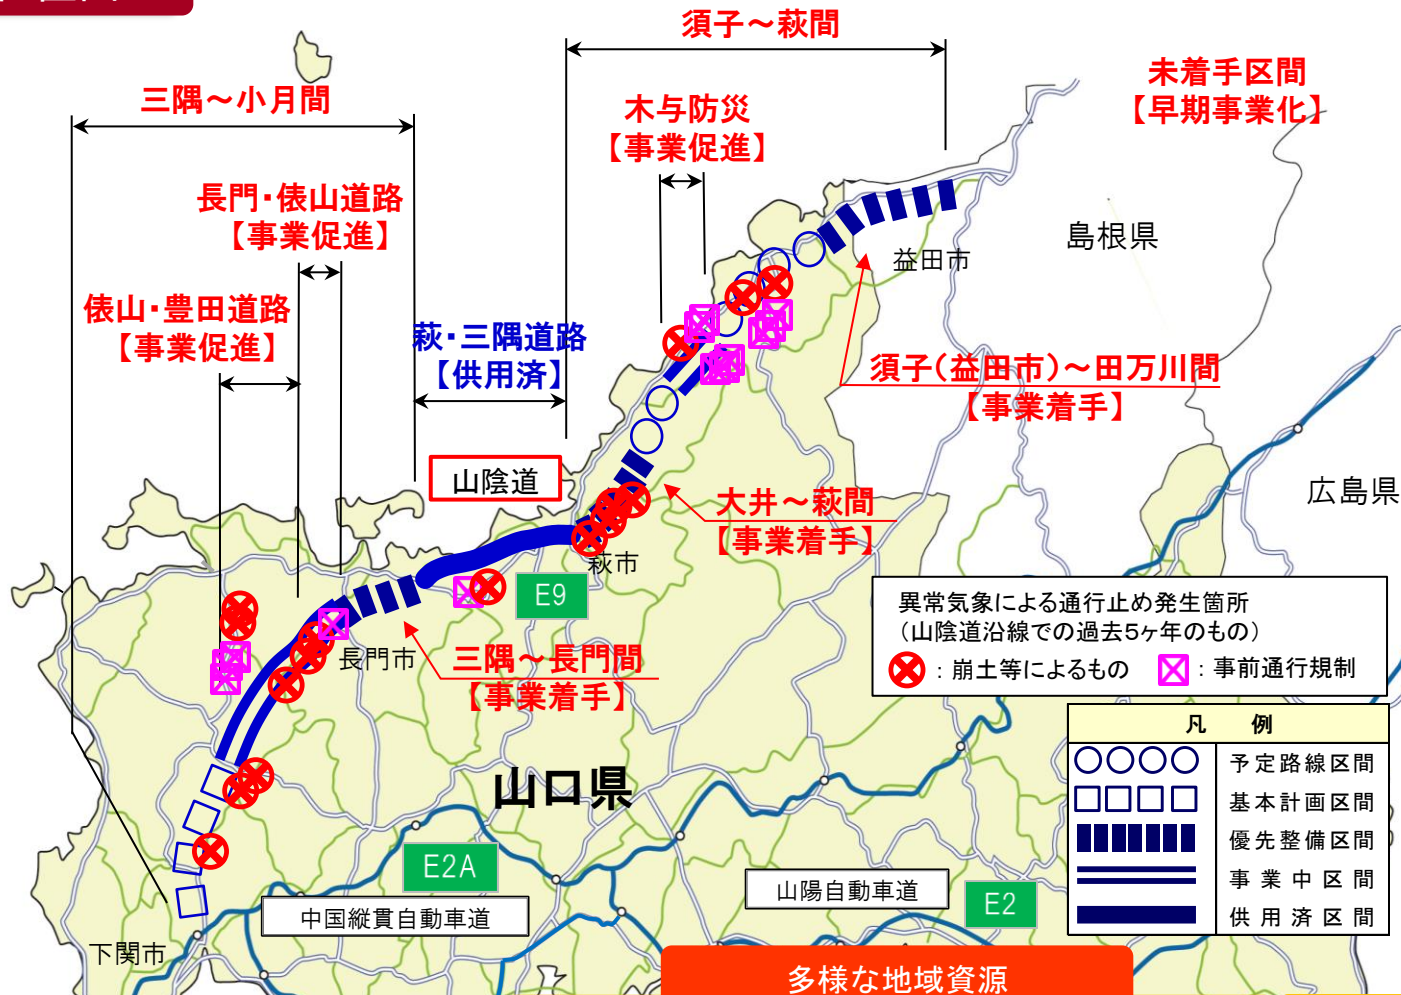 須子～萩間
未着手区間
【早期事業化】
三隅～小月間
木与防災
【事業促進】
長門・俵山道路
【事業促進】
島根県
益田市
俵山・豊田道路
【事業促進】
萩・三隅道路
【供用済】
須子（益田市）～田万川間
【事業着手】
山陰道
広島県
大井～萩間
【事業着手】
萩市
E9
異常気象による通行止め発生箇所
（山陰道沿線での過去5ヶ年のもの）
：崩土等によるもの
：事前通行規制
長門市
三隅～長門間
【事業着手】
凡　例
予定路線区間
基本計画区間
優先整備区間
事業中区間
供用済区間
山口県
E2A
山陽自動車道
E2
中国縦貫自動車道
下関市
多様な地域資源